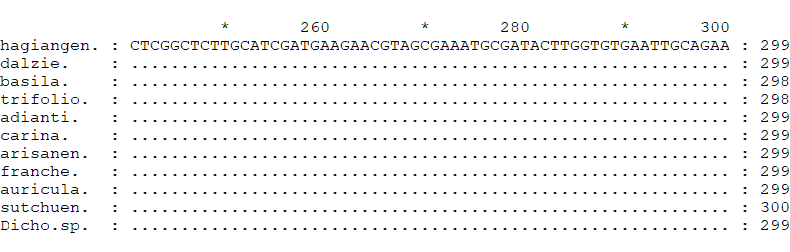 * 260 * 280 * 300
hagiangen. : CTCGGCTCTTGCATCGATGAAGAACGTAGCGAAATGCGATACTTGGTGTGAATTGCAGAA : 299
dalzie. : ............................................................ : 299
basila. : ............................................................ : 298
trifolio. : ............................................................ : 298
adianti. : ............................................................ : 299
carina. : ............................................................ : 299
arisanen. : ............................................................ : 299
franche. : ............................................................ : 299
auricula. : ............................................................ : 299
sutchuen. : ............................................................ : 300
Dicho.sp. : ............................................................ : 299